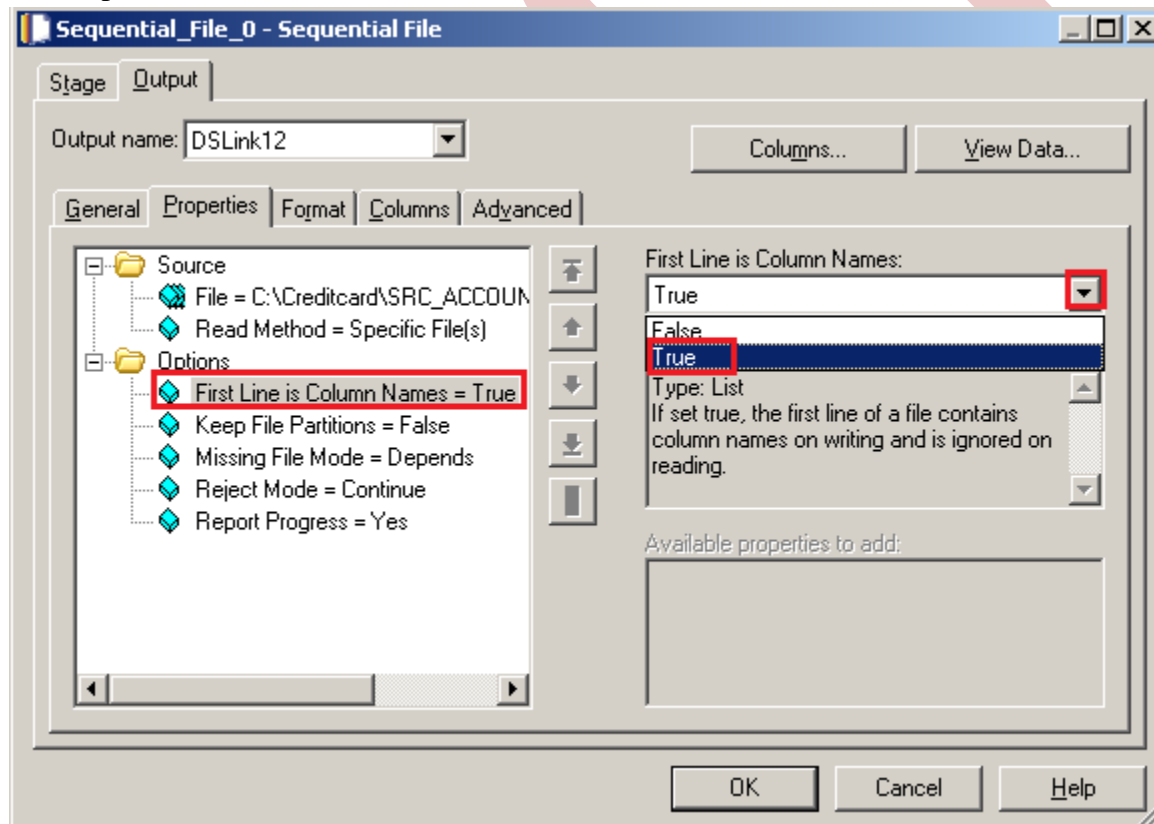 Sequential_File_0 - Sequential File
Stage Output
Output name: DSLink12 Columns... View Data...
General Properties Format Columns Advanced
Source
File = C:\Creditcard\SRC_ACCOUN
Read Method = Specific File(s)
Options
First Line is Column Names = True
Keep File Partitions = False
Missing File Mode = Depends
Reject Mode = Continue
Report Progress = Yes
First Line is Column Names:
True
False
True
Type: List
If set true, the first line of a file contains
column names on writing and is ignored on
reading.
Available properties to add:
OK Cancel Help